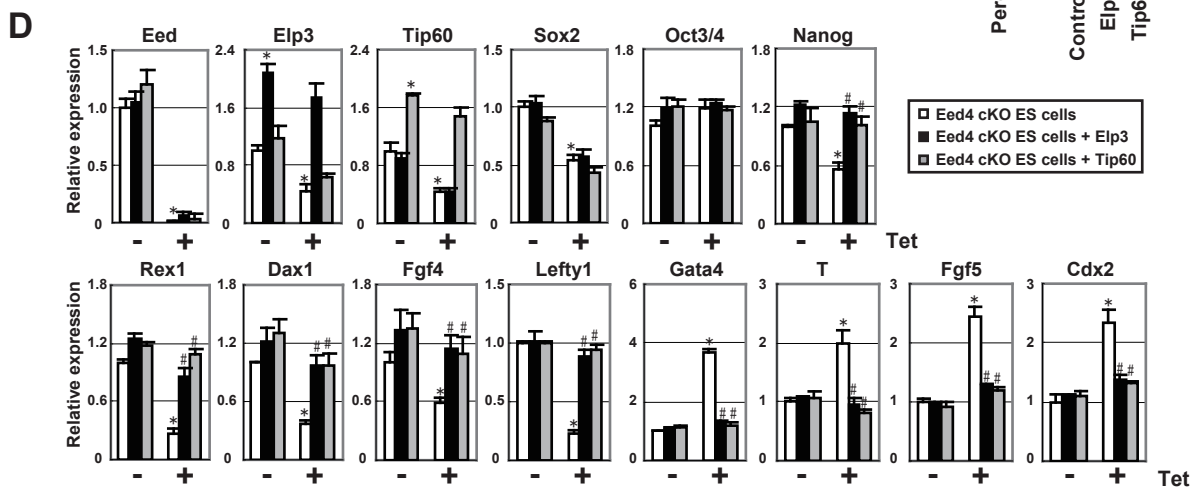 D
Per
Control
Elp
Tip6
Eed Elp3 Tip60 Sox2 Oct3/4 Nanog
Relative expression
1.5 2.4 2.4 1.5 1.8 1.8
1.0 1.6 1.6 1.0 1.2 1.2
0.5 0.8 0.8 0.5 0.6 0.6
0 0 0 0 0 0
* * * * * * * # #
- + - + - + - + - + - + Tet
Eed4 cKO ES cells
Eed4 cKO ES cells + Elp3
Eed4 cKO ES cells + Tip60
Rex1 Dax1 Fgf4 Lefty1 Gata4 T Fgf5 Cdx2
Relative expression
1.8 1.8 1.8 1.5 6 3 3 3
1.2 1.2 1.2 1.0 4 2 2 2
0.6 0.6 0.6 0.5 2 1 1 1
0 0 0 0 0 0 0 0
* # # * # # * # # * # # * # # * # # * # # * # #
- + - + - + - + - + - + - + - + Tet